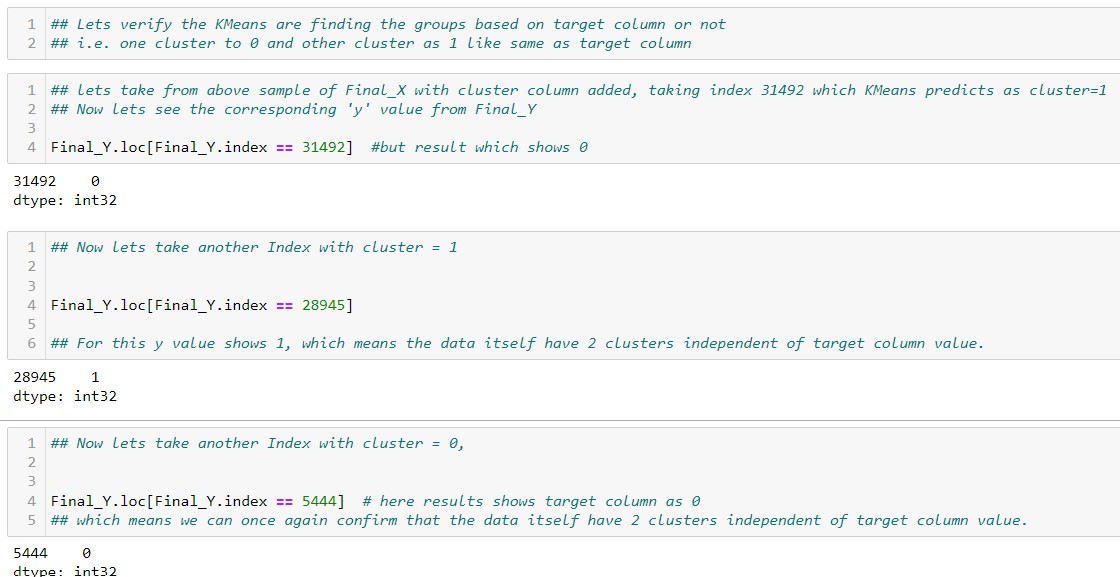 1 ## Lets verify the KMeans are finding the groups based on target column or not
2 ## i.e. one cluster to 0 and other cluster as 1 like same as target column
1 ## lets take from above sample of Final_X with cluster column added, taking index 31492 which KMeans predicts as cluster=1
2 ## Now lets see the corresponding 'y' value from Final_Y
3
4 Final_Y.loc[Final_Y.index == 31492]  #but result which shows 0
31492    0
dtype: int32
1 ## Now lets take another Index with cluster = 1
2
3
4 Final_Y.loc[Final_Y.index == 28945]
5
6 ## For this y value shows 1, which means the data itself have 2 clusters independent of target column value.
28945    1
dtype: int32
1 ## Now lets take another Index with cluster = 0,
2
3
4 Final_Y.loc[Final_Y.index == 5444]  # here results shows target column as 0
5 ## which means we can once again confirm that the data itself have 2 clusters independent of target column value.
5444    0
dtype: int32